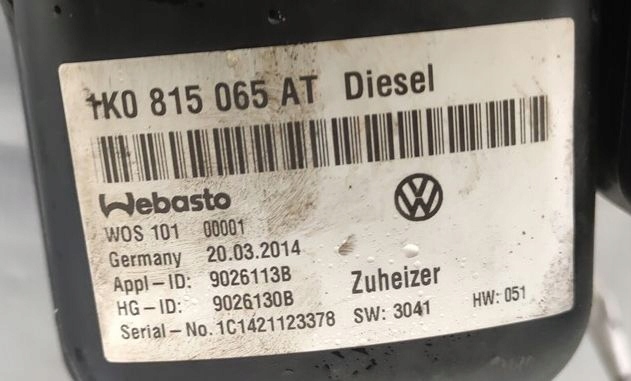 1K0 815 065 AT Diesel
Webasto
WOS 101 00001
Germany 20.03.2014
Appl-ID: 9026113B
HG-ID: 9026130B
Serial-No. 1C1421123378
Zuheizer
SW: 3041 HW: 051